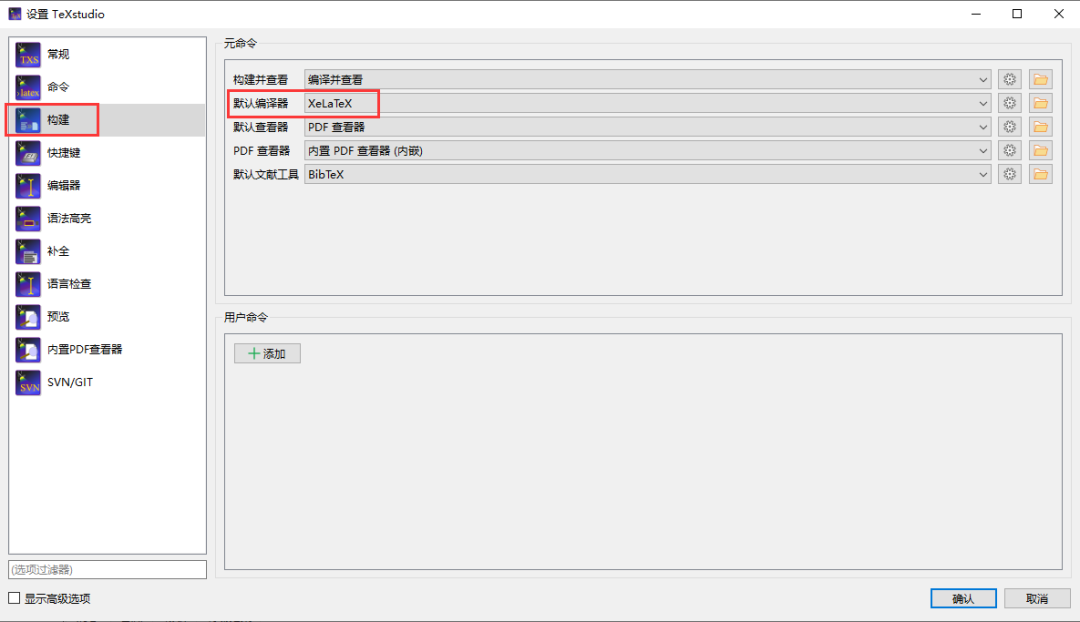 设置 TeXstudio
常规
命令
构建
快捷键
编辑器
语法高亮
补全
语言检查
预览
内置PDF查看器
SVN/GIT
(选项过滤器)
显示高级选项
元命令
构建并查看 编译并查看
默认编译器 XeLaTeX
默认查看器 PDF 查看器
PDF 查看器 内置 PDF 查看器 (内嵌)
默认文献工具 BibTeX
用户命令
添加
确认
取消